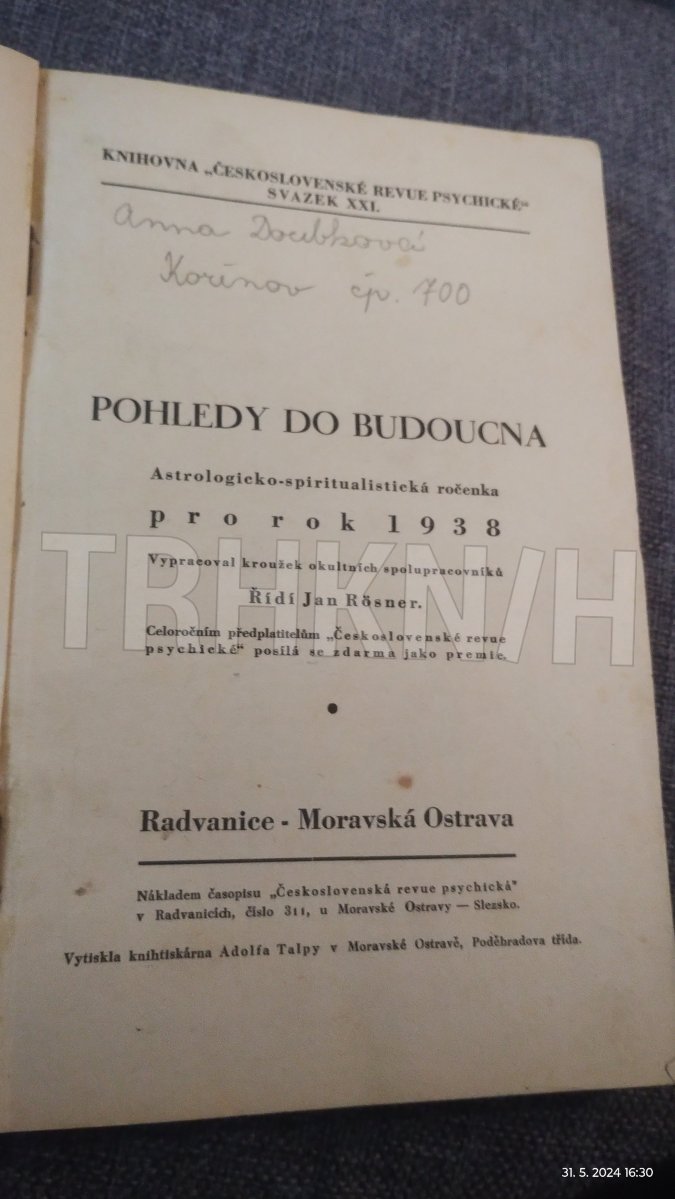 KNIHOVNA „ČESKOSLOVENSKÉ REVUE PSYCHICKÉ“
SVAZEK XXI.
Anna Doubková
Kořínov čp. 700
POHLEDY DO BUDOUCNA
Astrologicko-spiritualistická ročenka
pro rok 1938
Vypracoval kroužek okultních spolupracovníků
Řídí Jan Rösner.
Celoročním předplatitelům „Československé revue
psychické“ posílá se zdarma jako premie.
TRHKN/H
Radvanice - Moravská Ostrava
Nákladem časopisu „Československá revue psychická“
v Radvanicích, číslo 311, u Moravské Ostravy — Slezsko.
Vytiskla knihtiskárna Adolfa Talpy v Moravské Ostravě, Poděbradova třída.
31. 5. 2024 16:30